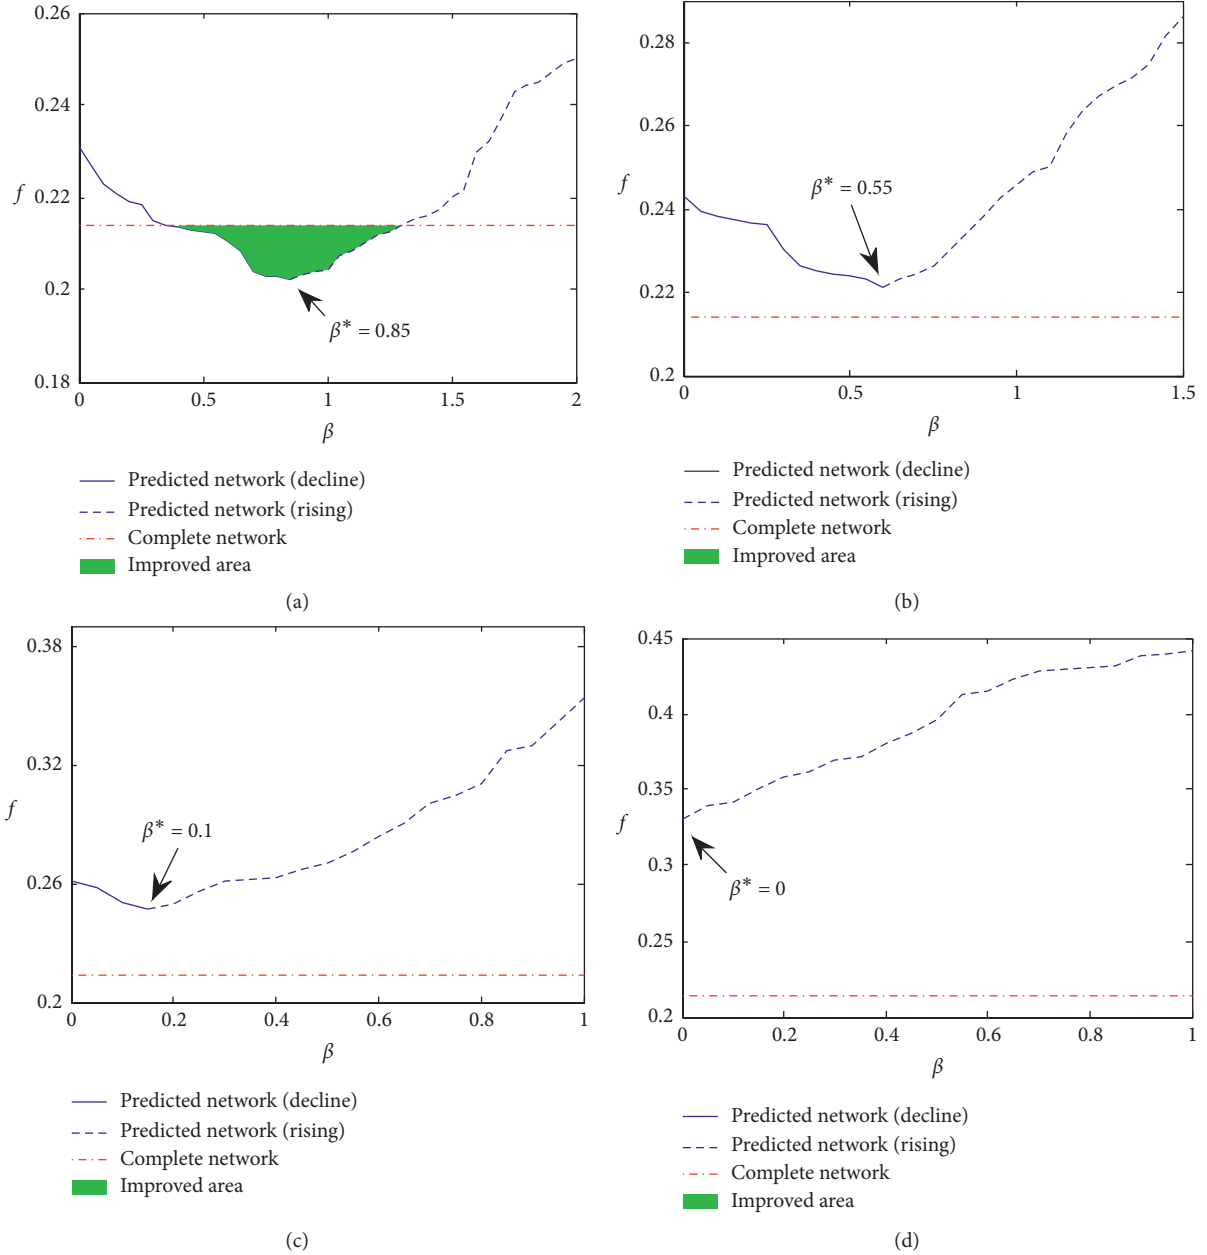 0.26
0.24
0.22
0.2
0.18
f
0
0.5
1
1.5
2
β
β* = 0.85
Predicted network (decline)
Predicted network (rising)
Complete network
Improved area
(a)
0.28
0.26
0.24
0.22
0.2
f
0
0.5
1
1.5
β
β* = 0.55
Predicted network (decline)
Predicted network (rising)
Complete network
Improved area
(b)
0.38
0.32
0.26
0.2
f
0
0.2
0.4
0.6
0.8
1
β
β* = 0.1
Predicted network (decline)
Predicted network (rising)
Complete network
Improved area
(c)
0.45
0.4
0.35
0.3
0.25
0.2
f
0
0.2
0.4
0.6
0.8
1
β
β* = 0
Predicted network (decline)
Predicted network (rising)
Complete network
Improved area
(d)